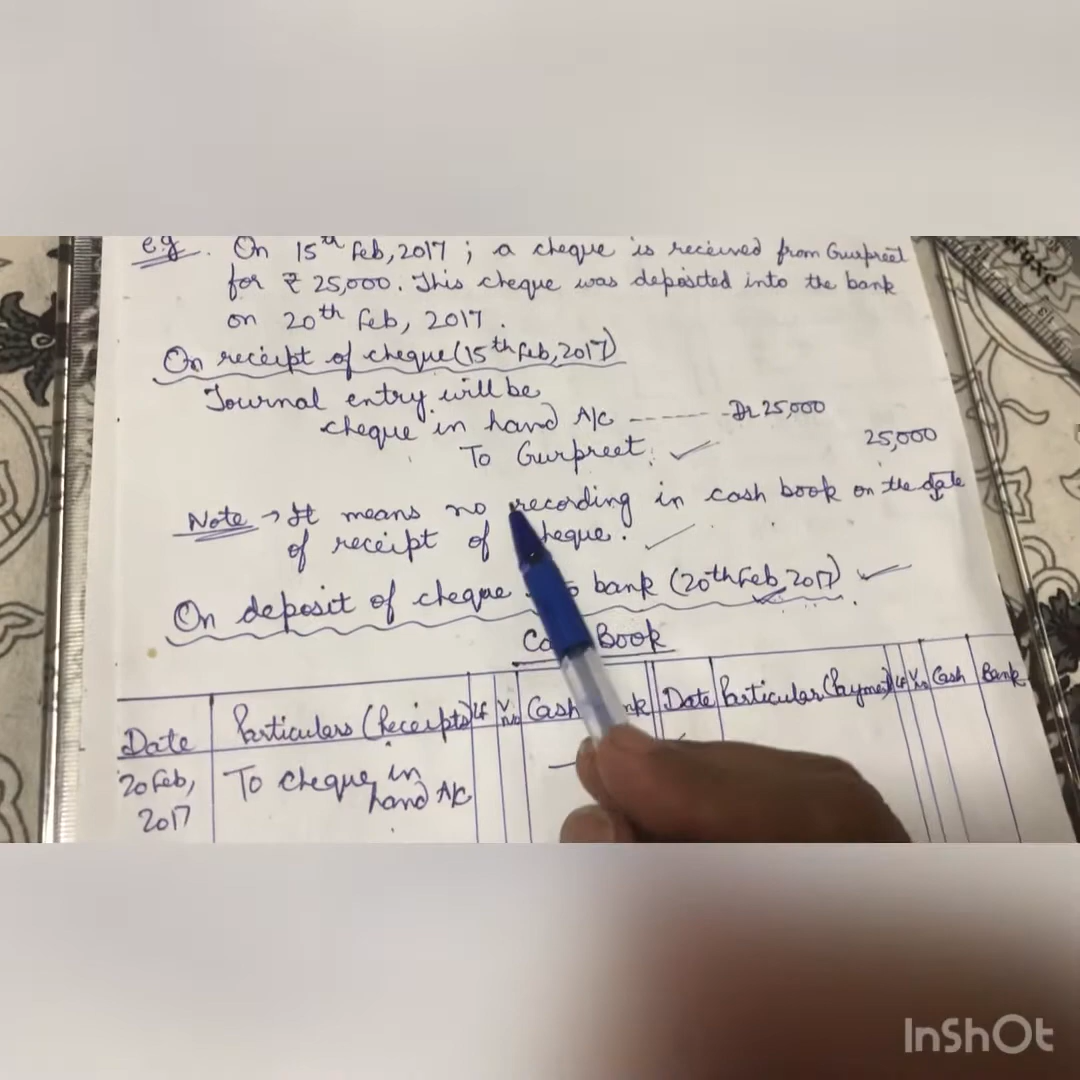 e.g. On 15th Feb, 2017 ; a cheque is received from Gurpreet
for ₹ 25,000. This cheque was deposited into the bank
on 20th Feb, 2017.
On receipt of cheque (15th Feb, 2017)
Journal entry will be
cheque in hand A/c ------- Dr 25,000
To Gurpreet. 25,000
Note → It means no recording in cash book on the date
of receipt of cheque.
On deposit of cheque bank (20th Feb, 2017)
Book
Date Particulars (Receipts) LF V.no Cash Date Particulars (Payment) LF V.no Cash Bank
20 Feb, 2017 To cheque in hand A/c —
InShOt